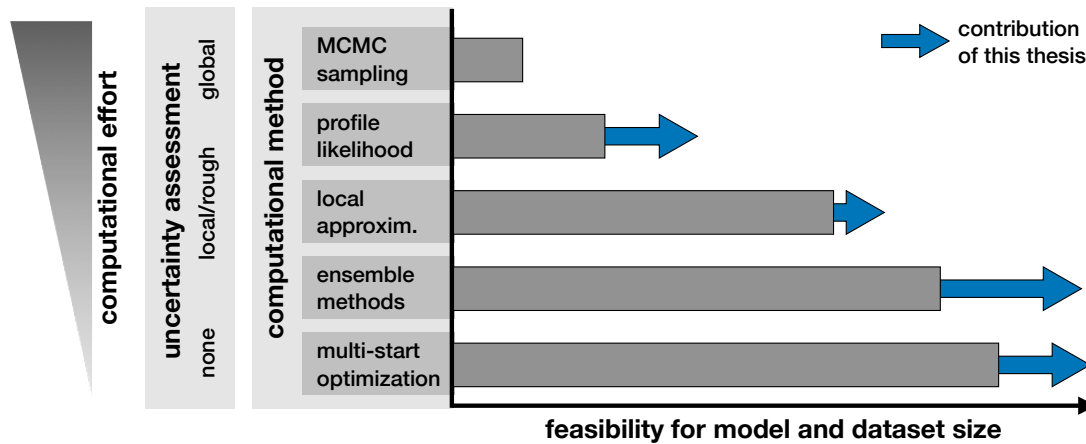 computational effort
uncertainty assessment
global
local/rough
none
computational method
MCMC
sampling
profile
likelihood
local
approxim.
ensemble
methods
multi-start
optimization
contribution
of this thesis
feasibility for model and dataset size